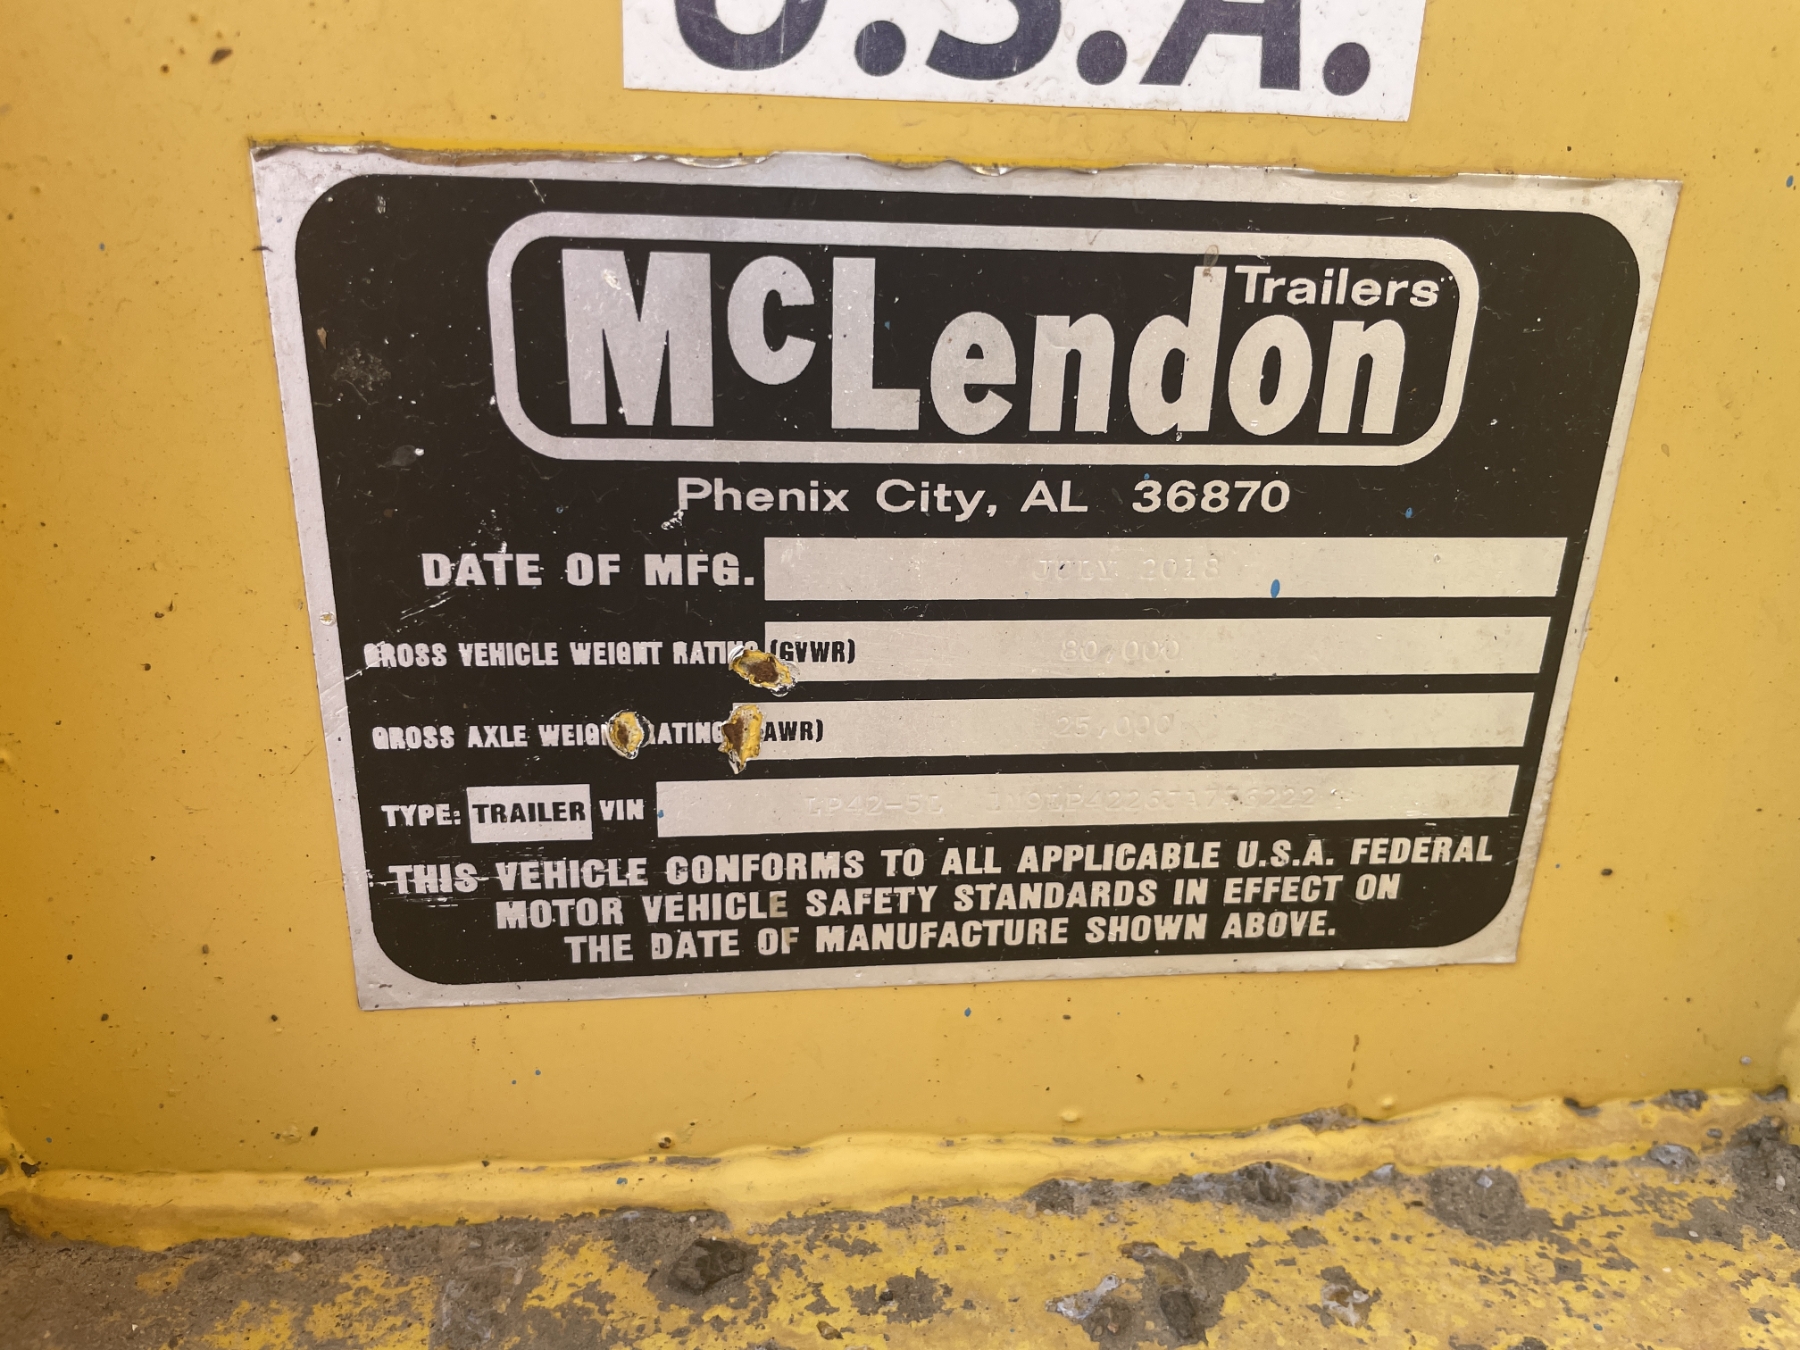 U.S.A.
McLendon Trailers
Phenix City, AL 36870
DATE OF MFG. JULY 2018
GROSS VEHICLE WEIGHT RATING (GVWR) 80,000
GROSS AXLE WEIGHT RATING (GAWR) 25,000
TYPE: TRAILER VIN LP42-5L
THIS VEHICLE CONFORMS TO ALL APPLICABLE U.S.A. FEDERAL
MOTOR VEHICLE SAFETY STANDARDS IN EFFECT ON
THE DATE OF MANUFACTURE SHOWN ABOVE.